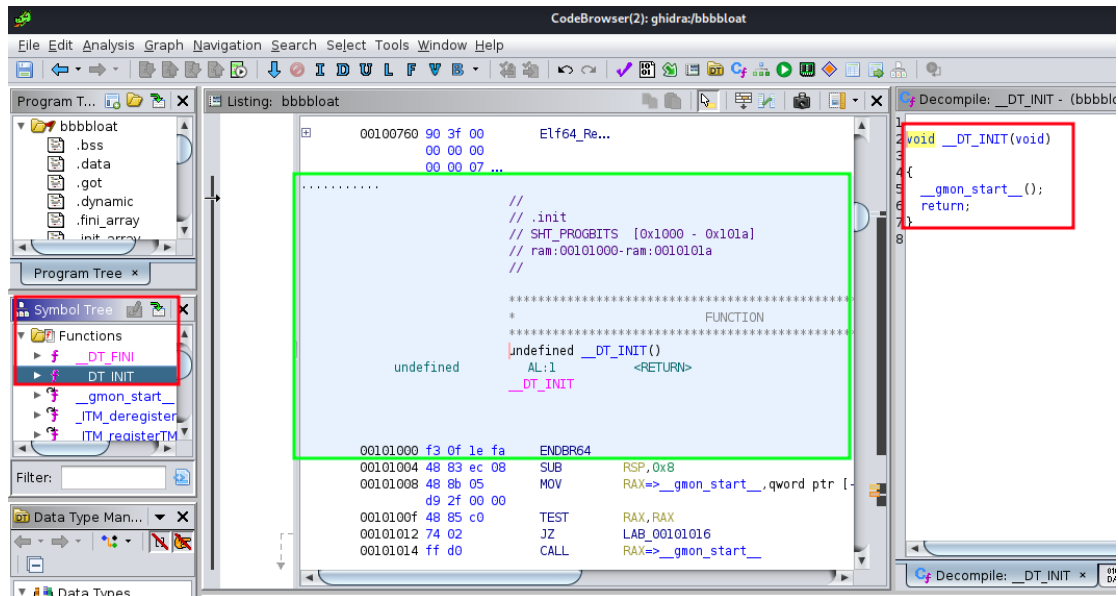 CodeBrowser(2): ghidra:/bbbbloat
File Edit Analysis Graph Navigation Search Select Tools Window Help
I D U L F V B
Program T...
bbbbloat
.bss
.data
.got
.dynamic
.fini_array
.init_array
Program Tree ×
Symbol Tree
Functions
__DT_FINI
__DT_INIT
__gmon_start__
_ITM_deregister
_ITM_registerTM
Filter:
Data Type Man...
Data Types
Listing: bbbbloat
00100760 90 3f 00 Elf64_Re...
00 00 00
00 00 07 ...
...........
//
// .init
// SHT_PROGBITS [0x1000 - 0x101a]
// ram:00101000-ram:0010101a
//
************************************************
* FUNCTION
************************************************
undefined __DT_INIT()
undefined AL:1 <RETURN>
__DT_INIT
00101000 f3 0f 1e fa ENDBR64
00101004 48 83 ec 08 SUB RSP,0x8
00101008 48 8b 05 MOV RAX=>__gmon_start__,qword ptr [-
d9 2f 00 00
0010100f 48 85 c0 TEST RAX,RAX
00101012 74 02 JZ LAB_00101016
00101014 ff d0 CALL RAX=>__gmon_start__
Decompile: __DT_INIT - (bbbblo
1
2 void __DT_INIT(void)
3
4 {
5 __gmon_start__();
6 return;
7 }
8
Decompile: __DT_INIT ×